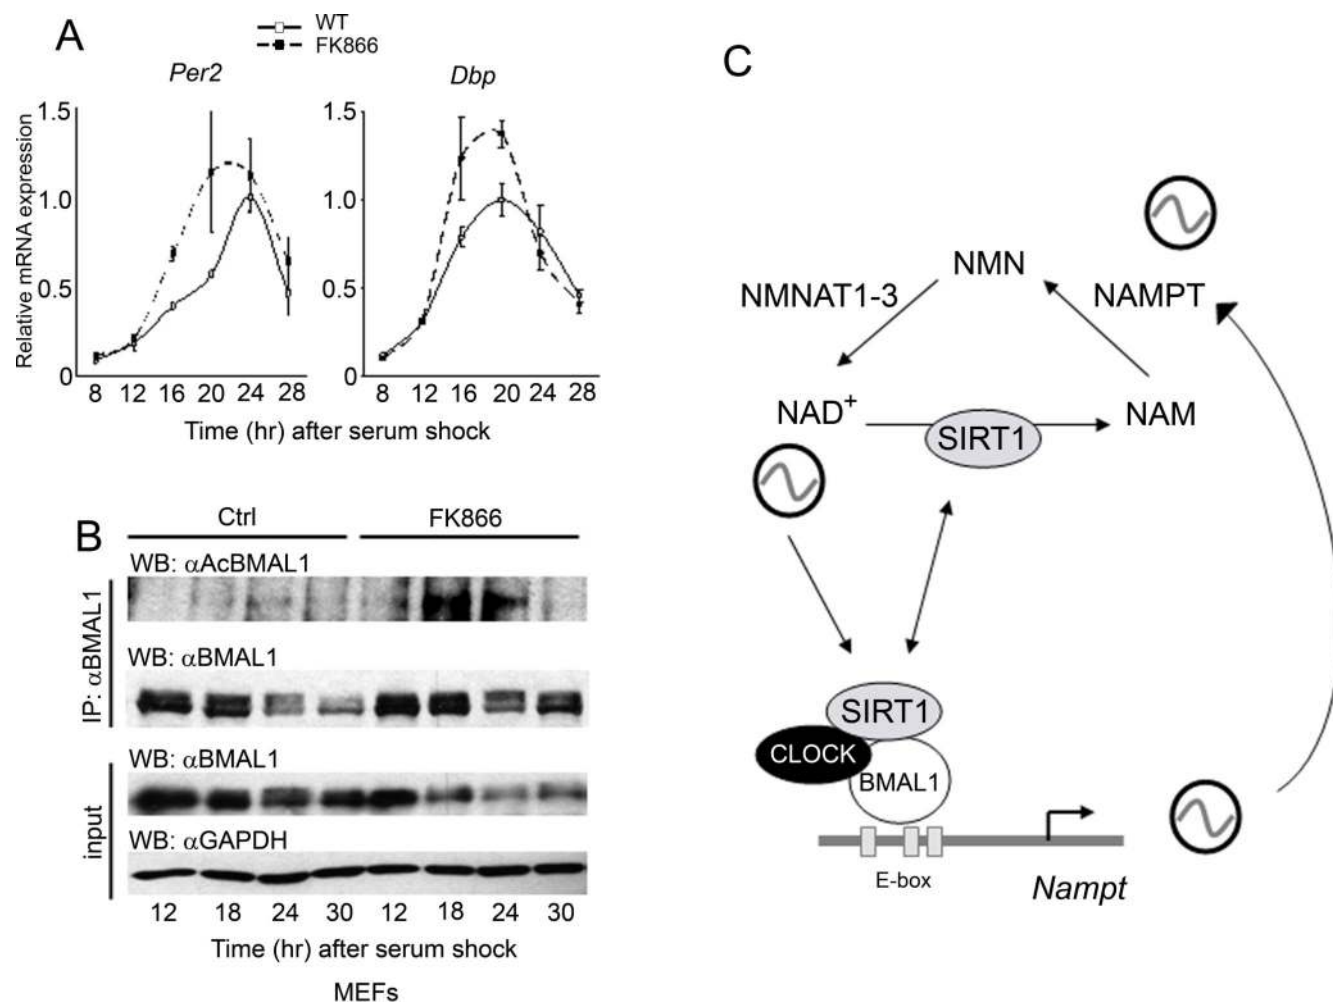 A
WT
FK866
Per2
Dbp
Relative mRNA expression
1.5
1.0
0.5
0
8 12 16 20 24 28
1.5
1.0
0.5
0
8 12 16 20 24 28
Time (hr) after serum shock
B
Ctrl
FK866
IP: αBMAL1
WB: αAcBMAL1
WB: αBMAL1
input
WB: αBMAL1
WB: αGAPDH
12 18 24 30 12 18 24 30
Time (hr) after serum shock
MEFs
C
NMN
NMNAT1-3
NAMPT
NAD+
SIRT1
NAM
SIRT1
CLOCK
BMAL1
E-box
Nampt